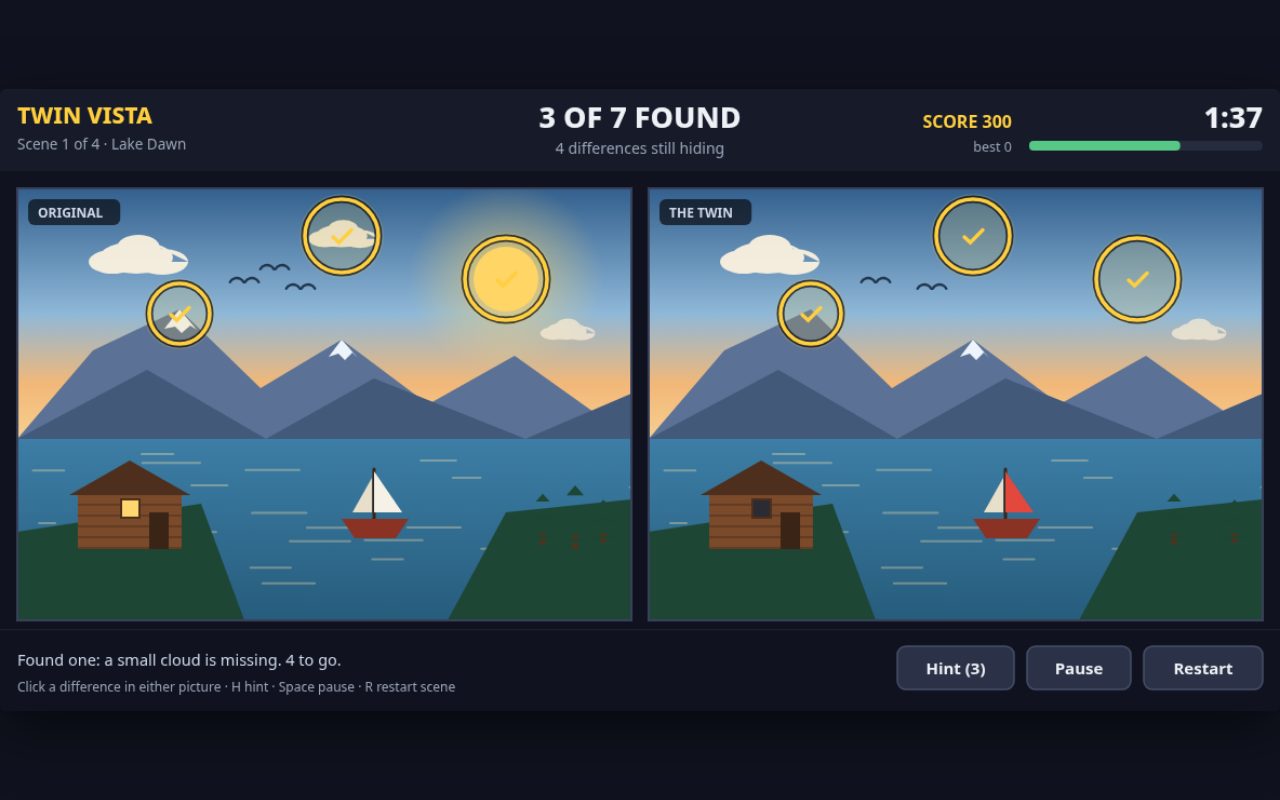 TWIN VISTA
Scene 1 of 4 · Lake Dawn
3 OF 7 FOUND
4 differences still hiding
SCORE 300
best 0
1:37
ORIGINAL
THE TWIN
Found one: a small cloud is missing. 4 to go.
Click a difference in either picture · H hint · Space pause · R restart scene
Hint (3)
Pause
Restart